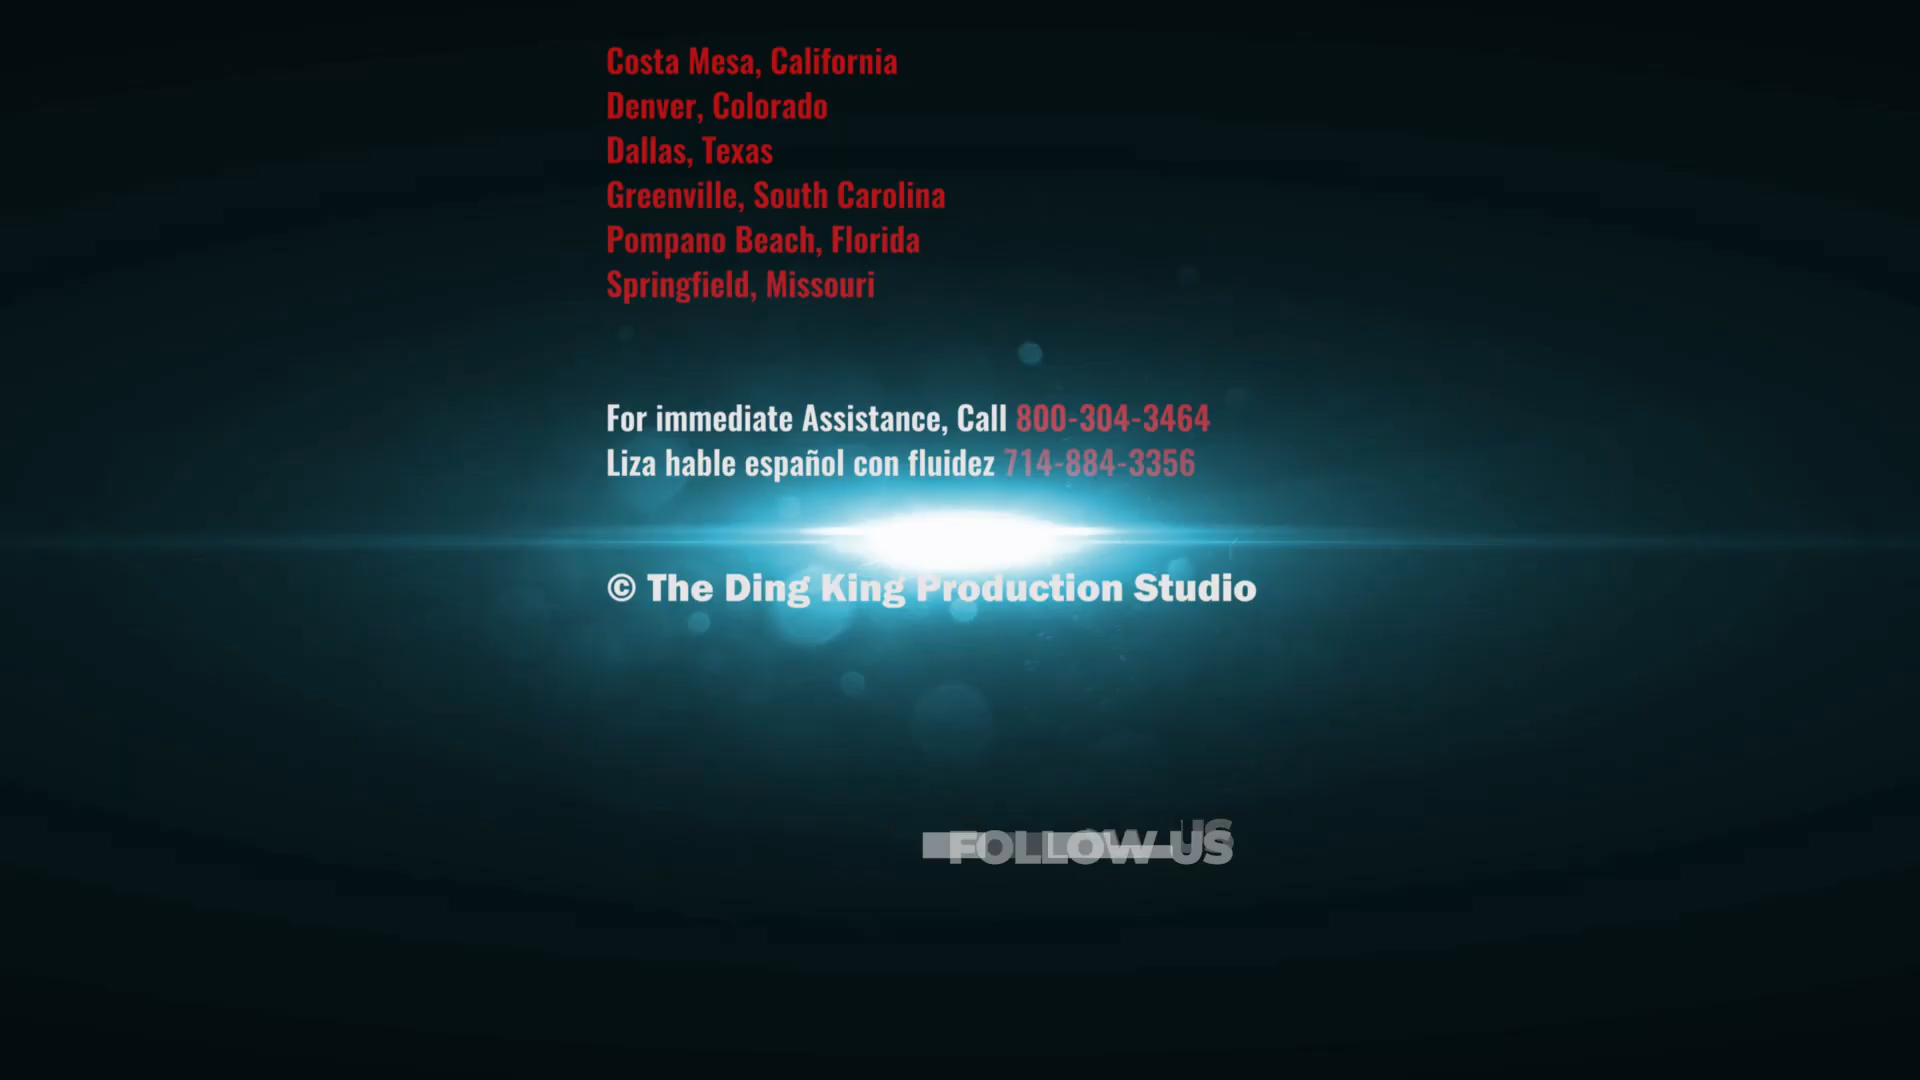 Costa Mesa, California
Denver, Colorado
Dallas, Texas
Greenville, South Carolina
Pompano Beach, Florida
Springfield, Missouri
For immediate Assistance, Call 800-304-3464
Liza hable español con fluidez 714-884-3356
© The Ding King Production Studio
FOLLOW US